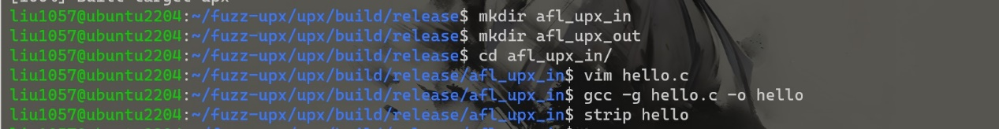 liu1057@ubuntu2204:~/fuzz-upx/upx/build/release$ mkdir afl_upx_in
liu1057@ubuntu2204:~/fuzz-upx/upx/build/release$ mkdir afl_upx_out
liu1057@ubuntu2204:~/fuzz-upx/upx/build/release$ cd afl_upx_in/
liu1057@ubuntu2204:~/fuzz-upx/upx/build/release/afl_upx_in$ vim hello.c
liu1057@ubuntu2204:~/fuzz-upx/upx/build/release/afl_upx_in$ gcc -g hello.c -o hello
liu1057@ubuntu2204:~/fuzz-upx/upx/build/release/afl_upx_in$ strip hello